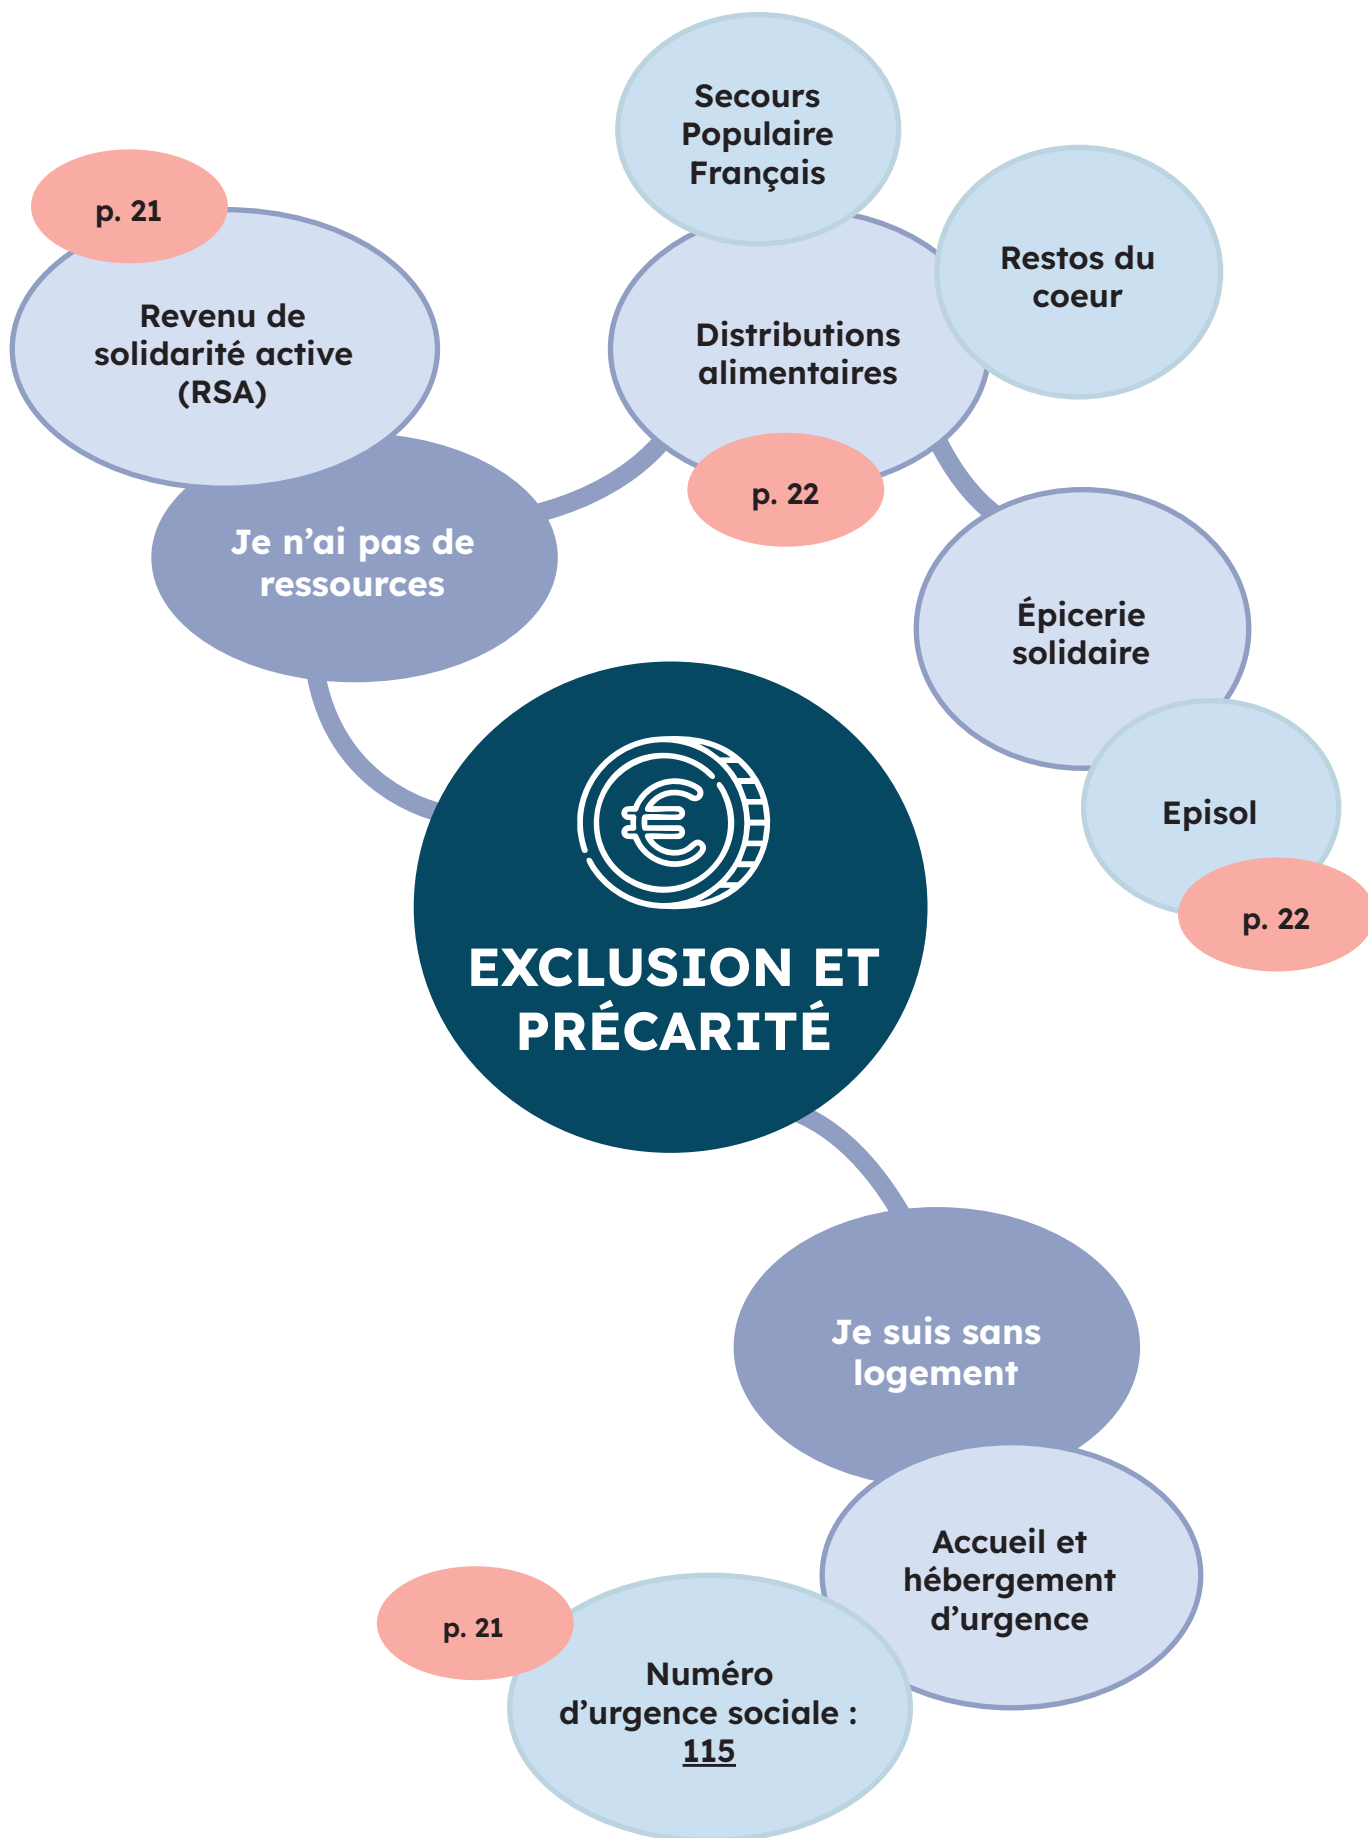 Secours
Populaire
Français
p. 21
Restos du
coeur
Revenu de
solidarité active
(RSA)
Distributions
alimentaires
p. 22
Je n’ai pas de
ressources
Épicerie
solidaire
Episol
p. 22
EXCLUSION ET
PRÉCARITÉ
Je suis sans
logement
Accueil et
hébergement
d’urgence
p. 21
Numéro
d’urgence sociale :
115